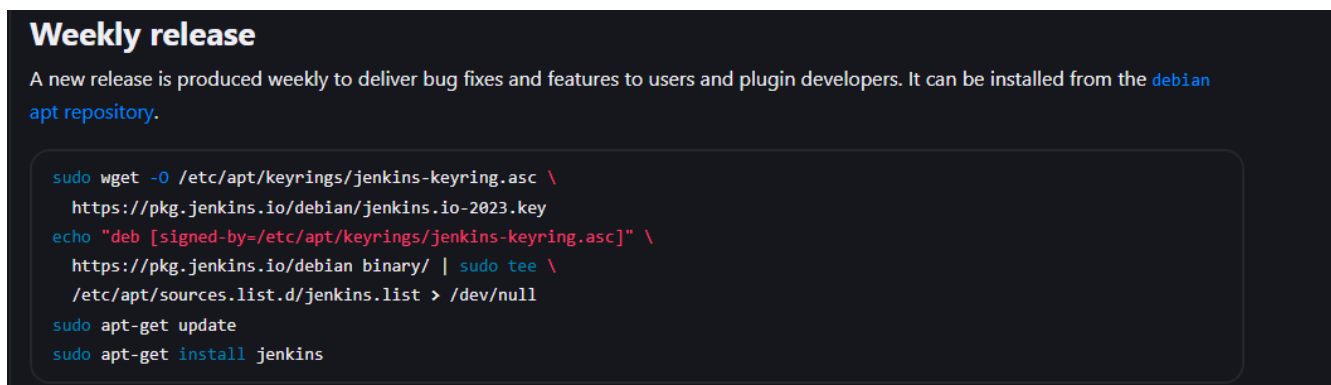 Weekly release
A new release is produced weekly to deliver bug fixes and features to users and plugin developers. It can be installed from the debian
apt repository.
sudo wget -O /etc/apt/keyrings/jenkins-keyring.asc \
  https://pkg.jenkins.io/debian/jenkins.io-2023.key
echo "deb [signed-by=/etc/apt/keyrings/jenkins-keyring.asc]" \
  https://pkg.jenkins.io/debian binary/ | sudo tee \
  /etc/apt/sources.list.d/jenkins.list > /dev/null
sudo apt-get update
sudo apt-get install jenkins